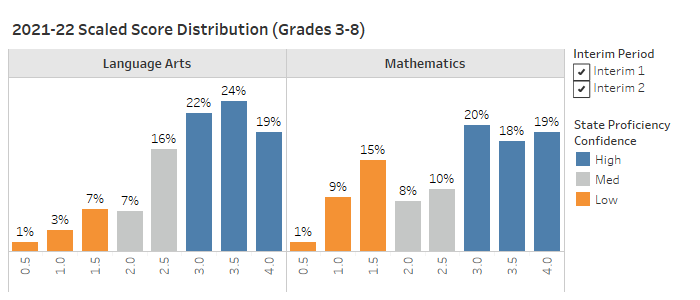 2021-22 Scaled Score Distribution (Grades 3-8)
Language Arts
Mathematics
1%
3%
7%
7%
16%
22%
24%
19%
1%
9%
15%
8%
10%
20%
18%
19%
0.5
1.0
1.5
2.0
2.5
3.0
3.5
4.0
0.5
1.0
1.5
2.0
2.5
3.0
3.5
4.0
Interim Period
Interim 1
Interim 2
State Proficiency
Confidence
High
Med
Low